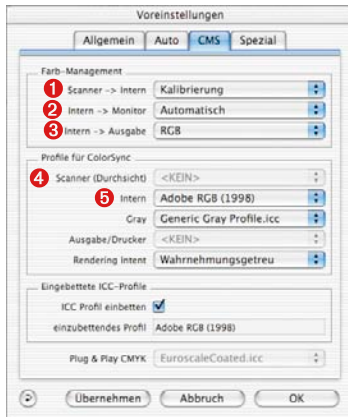 Voreinstellungen
Allgemein Auto CMS Spezial
Farb-Management
1 Scanner -> Intern Kalibrierung
2 Intern -> Monitor Automatisch
3 Intern -> Ausgabe RGB
Profile für ColorSync
4 Scanner (Durchsicht) <KEIN>
5 Intern Adobe RGB (1998)
Gray Generic Gray Profile.icc
Ausgabe/Drucker <KEIN>
Rendering Intent Wahrnehmungsgetreu
Eingebettete ICC-Profile
ICC Profil einbetten
einzubettendes Profil Adobe RGB (1998)
Plug & Play CMYK EuroscaleCoated.icc
Übernehmen Abbruch OK